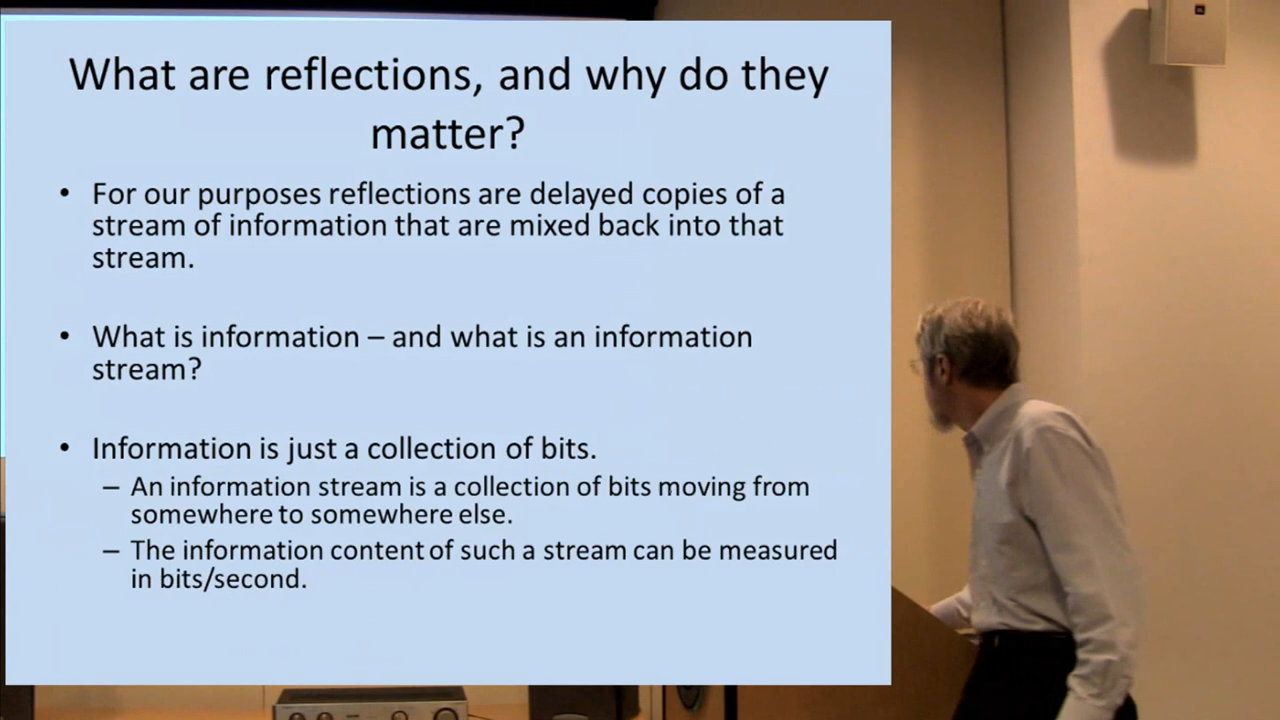 What are reflections, and why do they
matter?
• For our purposes reflections are delayed copies of a
stream of information that are mixed back into that
stream.
• What is information – and what is an information
stream?
• Information is just a collection of bits.
– An information stream is a collection of bits moving from
somewhere to somewhere else.
– The information content of such a stream can be measured
in bits/second.